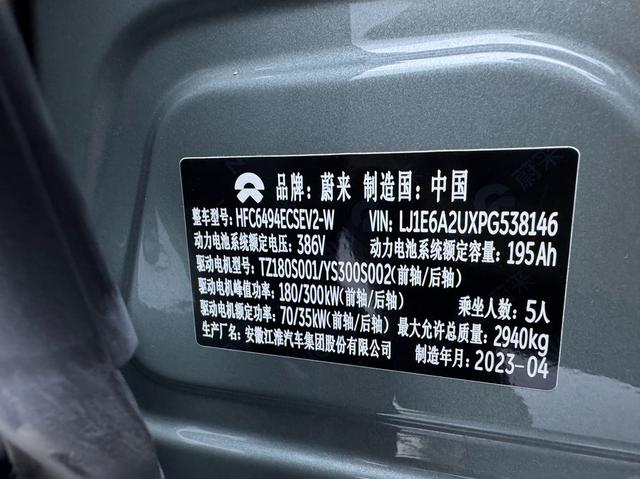 品牌: 蔚来 制造国: 中国
整车型号: HFC6494ECSEV2-W VIN: LJ1E6A2UXPG538146
动力电池系统额定电压: 386V 动力电池系统额定容量: 195Ah
驱动电机型号: TZ180S001/YS300S002(前轴/后轴)
驱动电机峰值功率: 180/300kW(前轴/后轴) 乘坐人数: 5人
驱动电机额定功率: 70/35kW(前轴/后轴) 最大允许总质量: 2940kg
生产厂名: 安徽江淮汽车集团股份有限公司 制造年月: 2023-04